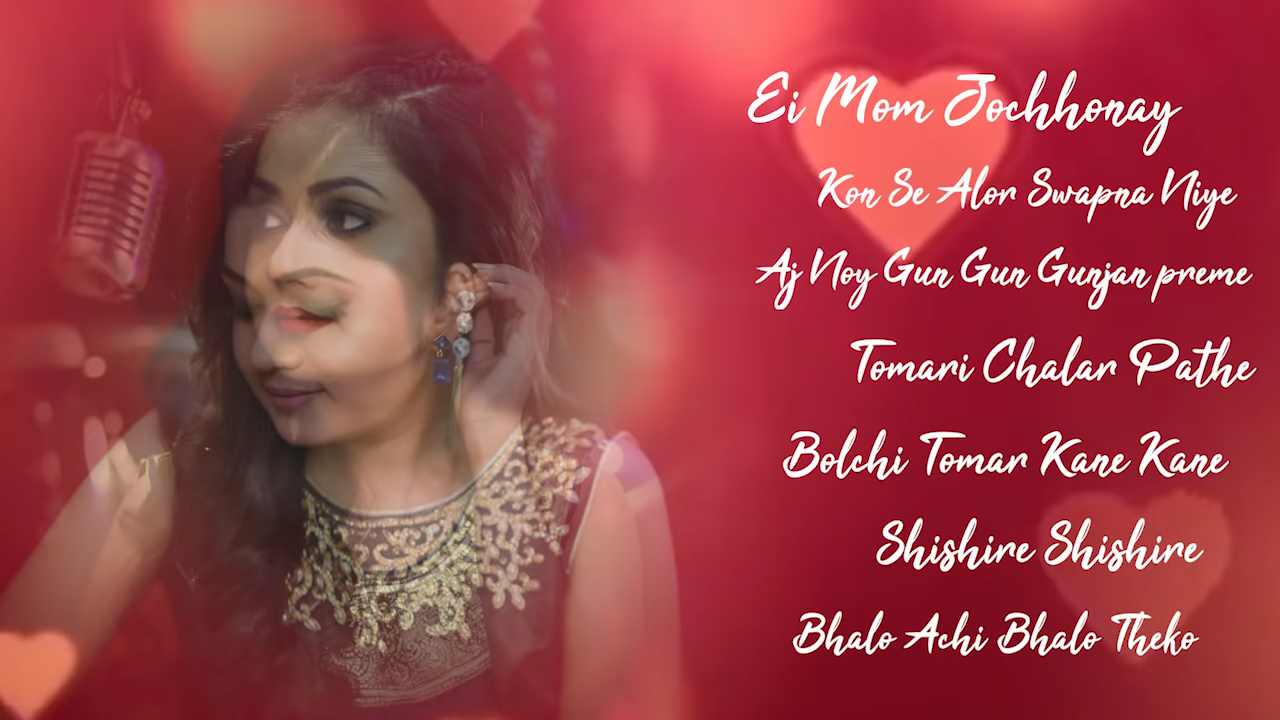 Ei Mom Jochhonay
Kon Se Alor Swapna Niye
Aj Noy Gun Gun Gunjan preme
Tomari Chalar Pathe
Bolchi Tomar Kane Kane
Shishire Shishire
Bhalo Achi Bhalo Theko